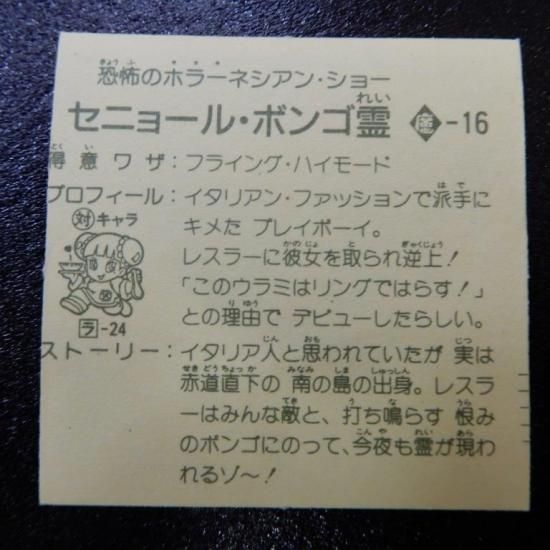 恐怖のホラーネシアン・ショー
セニョール・ボンゴ霊 -16
得意ワザ：フライング・ハイモード
プロフィール：イタリアン・ファッションで派手に
キメた プレイボーイ。
レスラーに彼女を取られ逆上！
「このウラミはリングではらす！」
との理由で デビューしたらしい。
対キャラ
ラ-24
ストーリー：イタリア人と思われていたが 実は
赤道直下の 南の島の出身。レスラ
ーはみんな敵と、打ち鳴らす 恨み
のボンゴにのって、今夜も霊が現わ
れるゾ～！